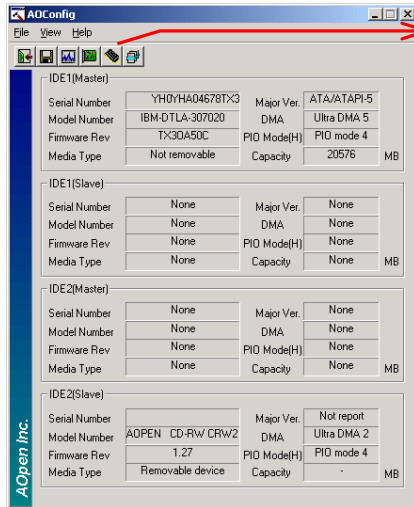 AOConfig
File View Help
IDE1(Master)
Serial Number YH0YHA04678TX3 Major Ver. ATA/ATAPI-5
Model Number IBM-DTLA-307020 DMA Ultra DMA 5
Firmware Rev TX3OA50C PIO Mode(H) PIO mode 4
Media Type Not removable Capacity 20576 MB
IDE1(Slave)
Serial Number None Major Ver. None
Model Number None DMA None
Firmware Rev None PIO Mode(H) None
Media Type None Capacity None MB
IDE2(Master)
Serial Number None Major Ver. None
Model Number None DMA None
Firmware Rev None PIO Mode(H) None
Media Type None Capacity None MB
IDE2(Slave)
Serial Number Major Ver. Not report
Model Number AOPEN CD-RW CRW2 DMA Ultra DMA 2
Firmware Rev 1.27 PIO Mode(H) PIO mode 4
Media Type Removable device Capacity - MB
AOpen Inc.